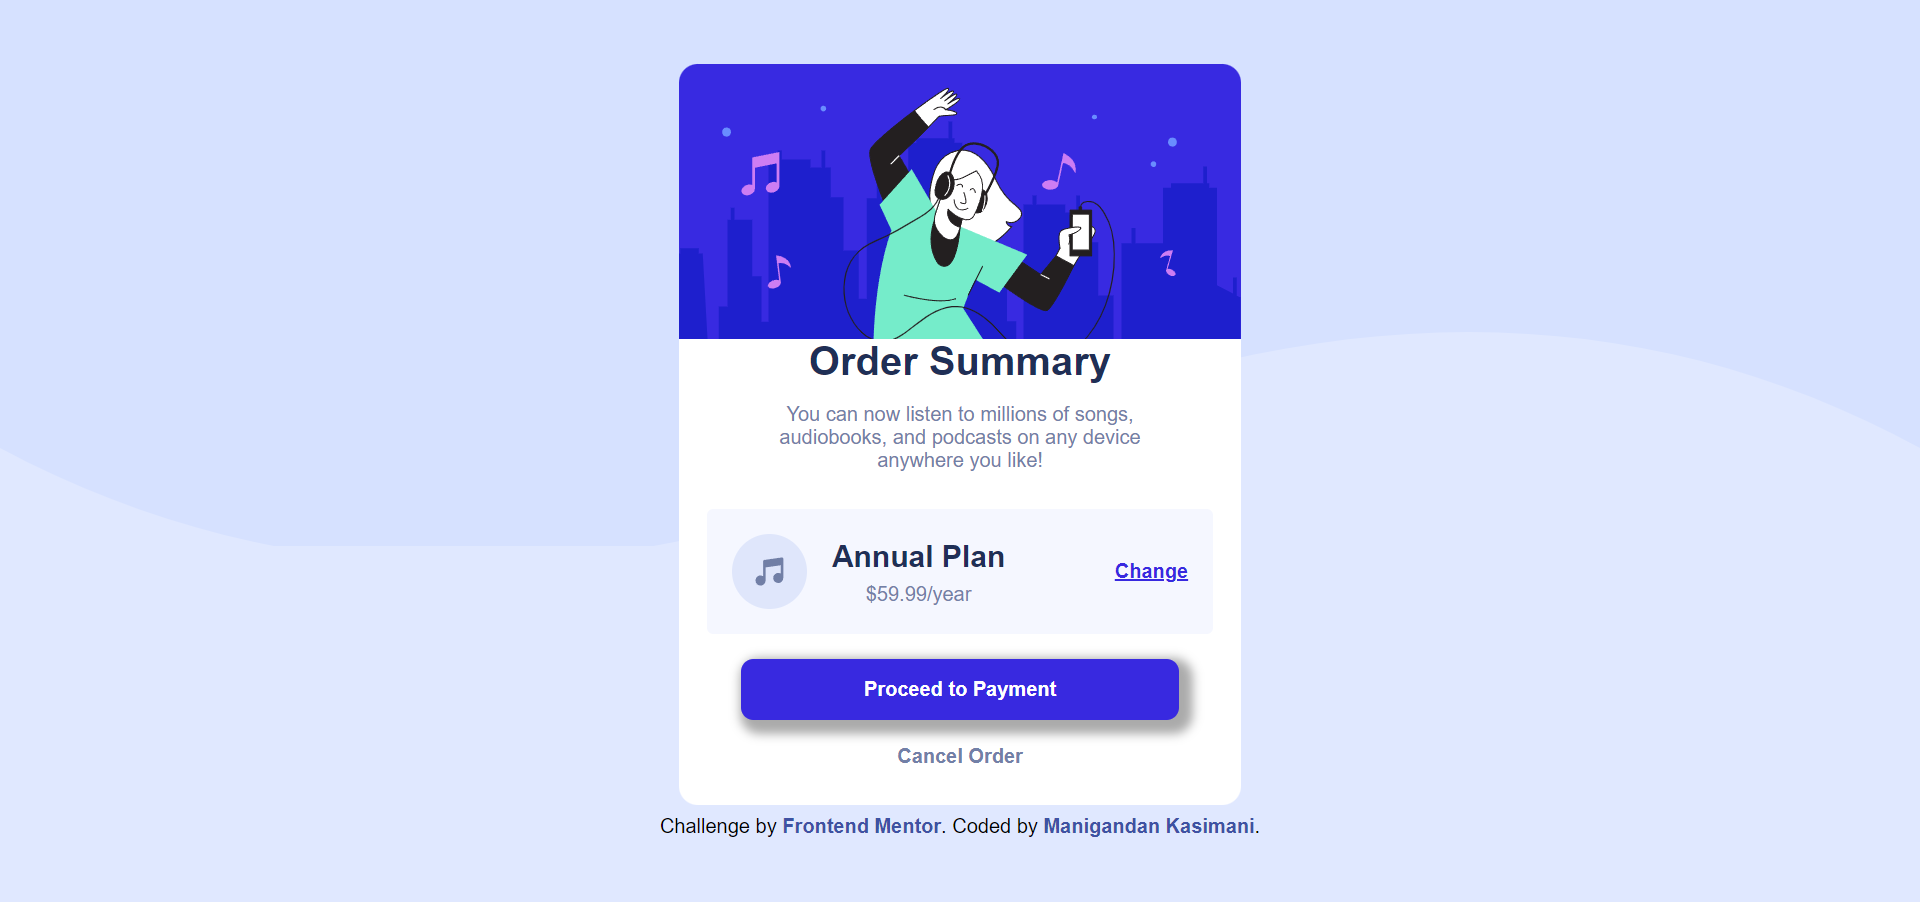 Order Summary
You can now listen to millions of songs,
audiobooks, and podcasts on any device
anywhere you like!
Annual Plan
$59.99/year
Change
Proceed to Payment
Cancel Order
Challenge by Frontend Mentor. Coded by Manigandan Kasimani.